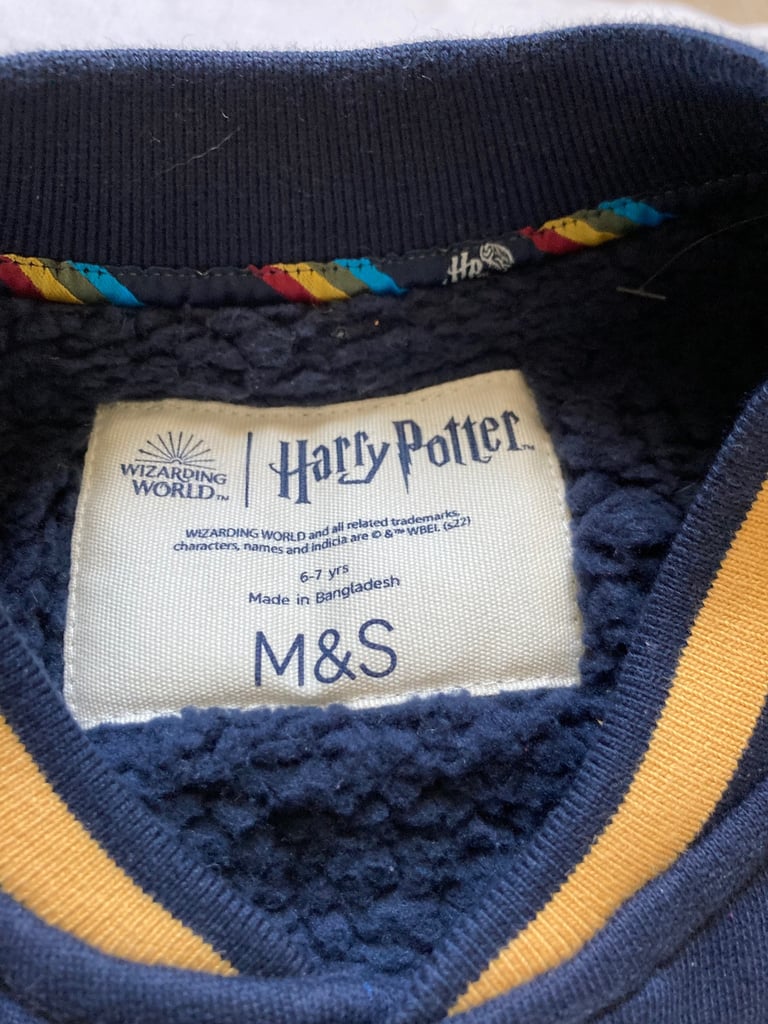 HP
WIZARDING
WORLD™
Harry Potter™
WIZARDING WORLD and all related trademarks,
characters, names and indicia are © &™ WBEI. (s22)
6-7 yrs
Made in Bangladesh
M&S